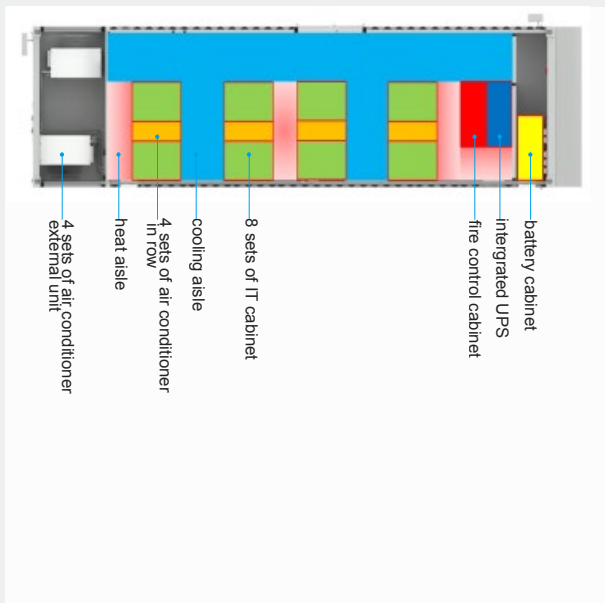 4 sets of air conditioner
external unit
heat aisle
4 sets of air conditioner
in row
cooling aisle
8 sets of IT cabinet
fire control cabinet
intergrated UPS
battery cabinet